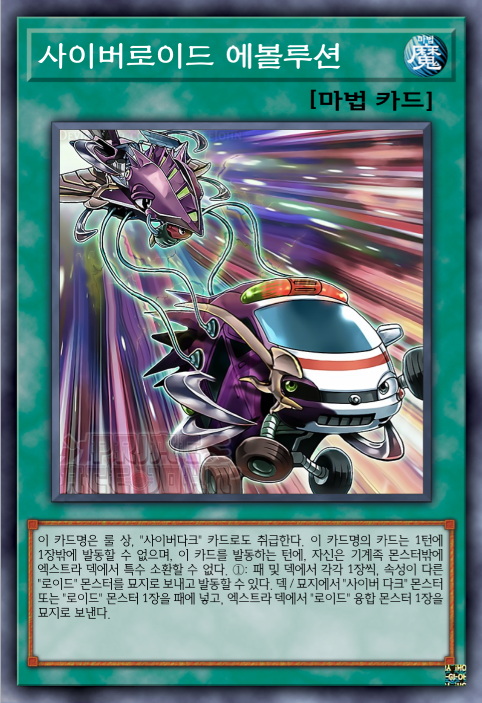 사이버로이드 에볼루션
마법
魔
[마법 카드]
이 카드명은 룰 상, "사이버다크" 카드로도 취급한다. 이 카드명의 카드는 1턴에
1장밖에 발동할 수 없으며, 이 카드를 발동하는 턴에, 자신은 기계족 몬스터밖에
엑스트라 덱에서 특수 소환할 수 없다. ①: 패 및 덱에서 각각 1장씩, 속성이 다른
"로이드" 몬스터를 묘지로 보내고 발동할 수 있다. 덱 / 묘지에서 "사이버 다크" 몬스터
또는 "로이드" 몬스터 1장을 패에 넣고, 엑스트라 덱에서 "로이드" 융합 몬스터 1장을
묘지로 보낸다.